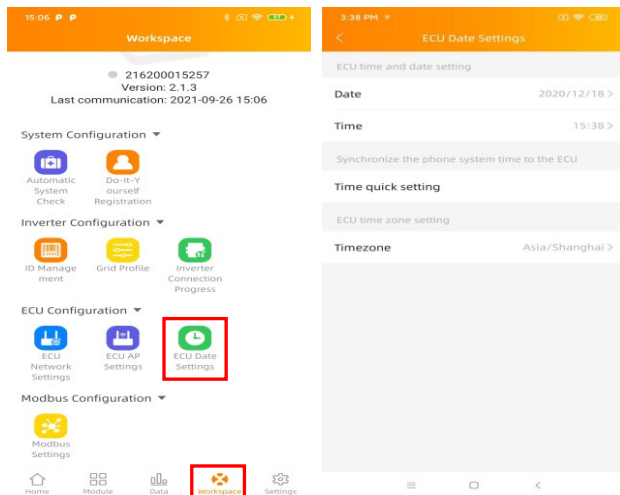 15:06
Workspace
216200015257
Version: 2.1.3
Last communication: 2021-09-26 15:06
System Configuration
Automatic System Check
Do-It-Yourself Registration
Inverter Configuration
ID Management
Grid Profile
Inverter Connection Progress
ECU Configuration
ECU Network Settings
ECU AP Settings
ECU Date Settings
Modbus Configuration
Modbus Settings
Home Module Data Workspace Settings
3:38 PM
ECU Date Settings
ECU time and date setting
Date 2020/12/18
Time 15:38
Synchronize the phone system time to the ECU
Time quick setting
ECU time zone setting
Timezone Asia/Shanghai